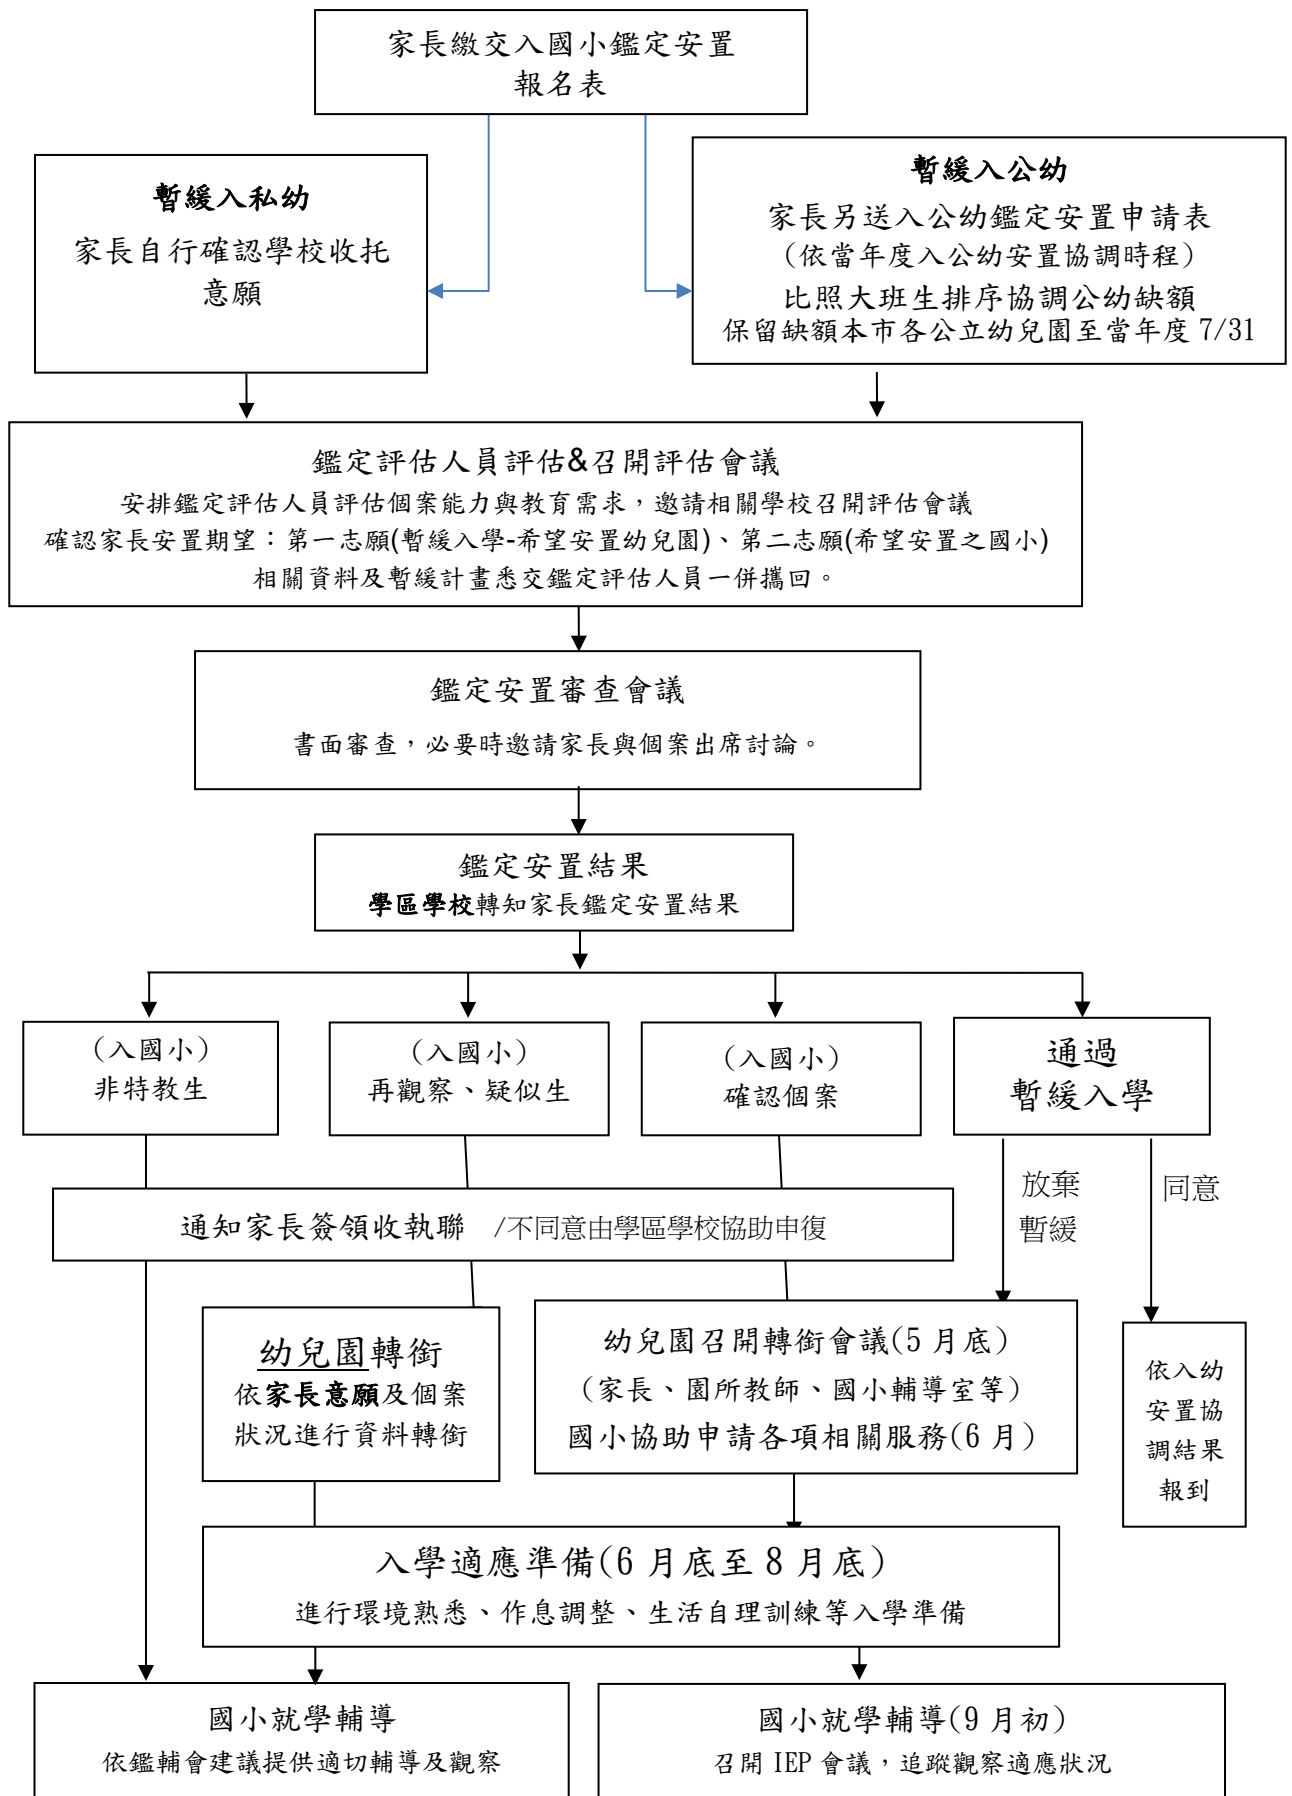 家長繳交入國小鑑定安置
報名表
暫緩入私幼
家長自行確認學校收托
意願
暫緩入公幼
家長另送入公幼鑑定安置申請表
（依當年度入公幼安置協調時程）
比照大班生排序協調公幼缺額
保留缺額本市各公立幼兒園至當年度 7/31
鑑定評估人員評估&召開評估會議
安排鑑定評估人員評估個案能力與教育需求，邀請相關學校召開評估會議
確認家長安置期望：第一志願(暫緩入學-希望安置幼兒園)、第二志願(希望安置之國小)
相關資料及暫緩計畫悉交鑑定評估人員一併攜回。
鑑定安置審查會議
書面審查，必要時邀請家長與個案出席討論。
鑑定安置結果
學區學校轉知家長鑑定安置結果
（入國小）
非特教生
（入國小）
再觀察、疑似生
（入國小）
確認個案
通過
暫緩入學
放棄
暫緩
同意
通知家長簽領收執聯 /不同意由學區學校協助申復
幼兒園轉銜
依家長意願及個案
狀況進行資料轉銜
幼兒園召開轉銜會議(5 月底)
（家長、園所教師、國小輔導室等）
國小協助申請各項相關服務(6 月)
依入幼
安置協
調結果
報到
入學適應準備(6 月底至 8 月底)
進行環境熟悉、作息調整、生活自理訓練等入學準備
國小就學輔導
依鑑輔會建議提供適切輔導及觀察
國小就學輔導(9 月初)
召開 IEP 會議，追蹤觀察適應狀況